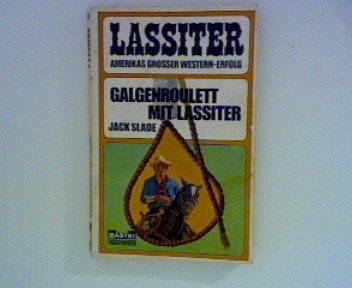 LASSITER
AMERIKAS GROSSER WESTERN-ERFOLG
GALGENROULETT
MIT LASSITER
JACK SLADE
BASTEI